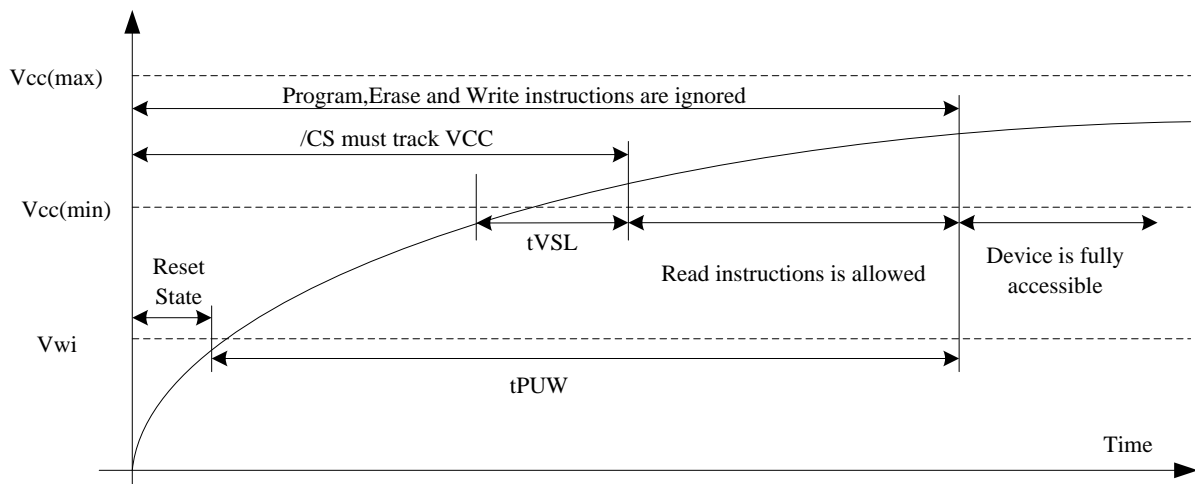 Vcc(max)
Program,Erase and Write instructions are ignored
/CS must track VCC
Vcc(min)
tVSL
Reset
State
Read instructions is allowed
Device is fully
accessible
Vwi
tPUW
Time